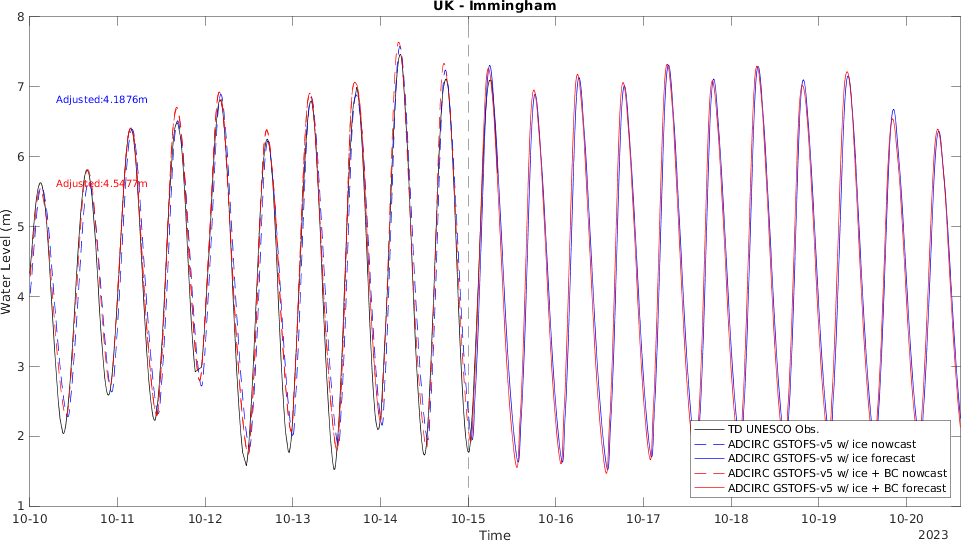 UK - Immingham
8
7
6
5
4
3
2
1
Water Level (m)
Adjusted:4.1876m
Adjusted:4.5477m
TD UNESCO Obs.
ADCIRC GSTOFS-v5 w/ ice nowcast
ADCIRC GSTOFS-v5 w/ ice forecast
ADCIRC GSTOFS-v5 w/ ice + BC nowcast
ADCIRC GSTOFS-v5 w/ ice + BC forecast
10-10 10-11 10-12 10-13 10-14 10-15 10-16 10-17 10-18 10-19 10-20
Time
2023